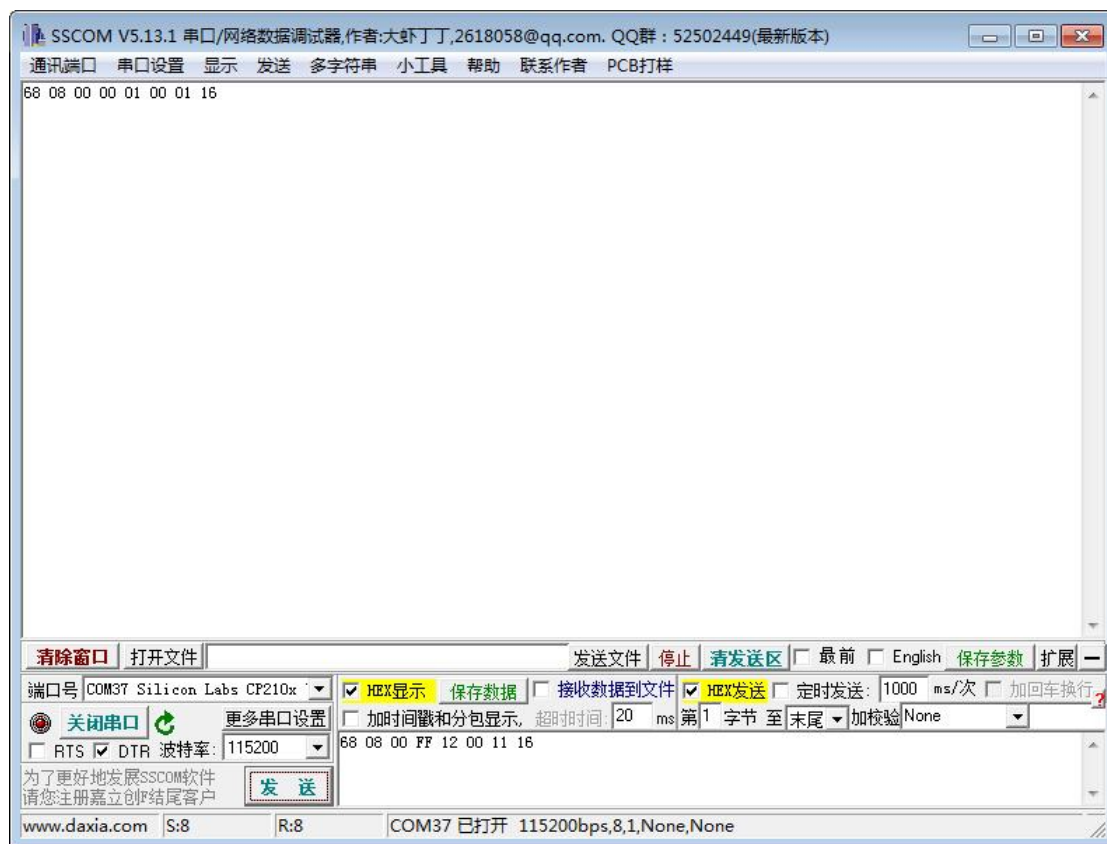 SSCOM V5.13.1 串口/网络数据调试器,作者:大虾丁丁,2618058@qq.com. QQ群：52502449(最新版本)
通讯端口 串口设置 显示 发送 多字符串 小工具 帮助 联系作者 PCB打样
68 08 00 00 01 00 01 16
清除窗口 打开文件 发送文件 停止 清发送区 最前 English 保存参数 扩展 —
端口号 COM37 Silicon Labs CP210x HEX显示 保存数据 接收数据到文件 HEX发送 定时发送: 1000 ms/次 加回车换行 ?
关闭串口 更多串口设置 加时间戳和分包显示, 超时时间: 20 ms 第 1 字节 至 末尾 加校验 None
RTS DTR 波特率: 115200 68 08 00 FF 12 00 11 16
为了更好地发展SSCOM软件
请您注册嘉立创F结尾客户
发 送
www.daxia.com S:8 R:8 COM37 已打开 115200bps,8,1,None,None